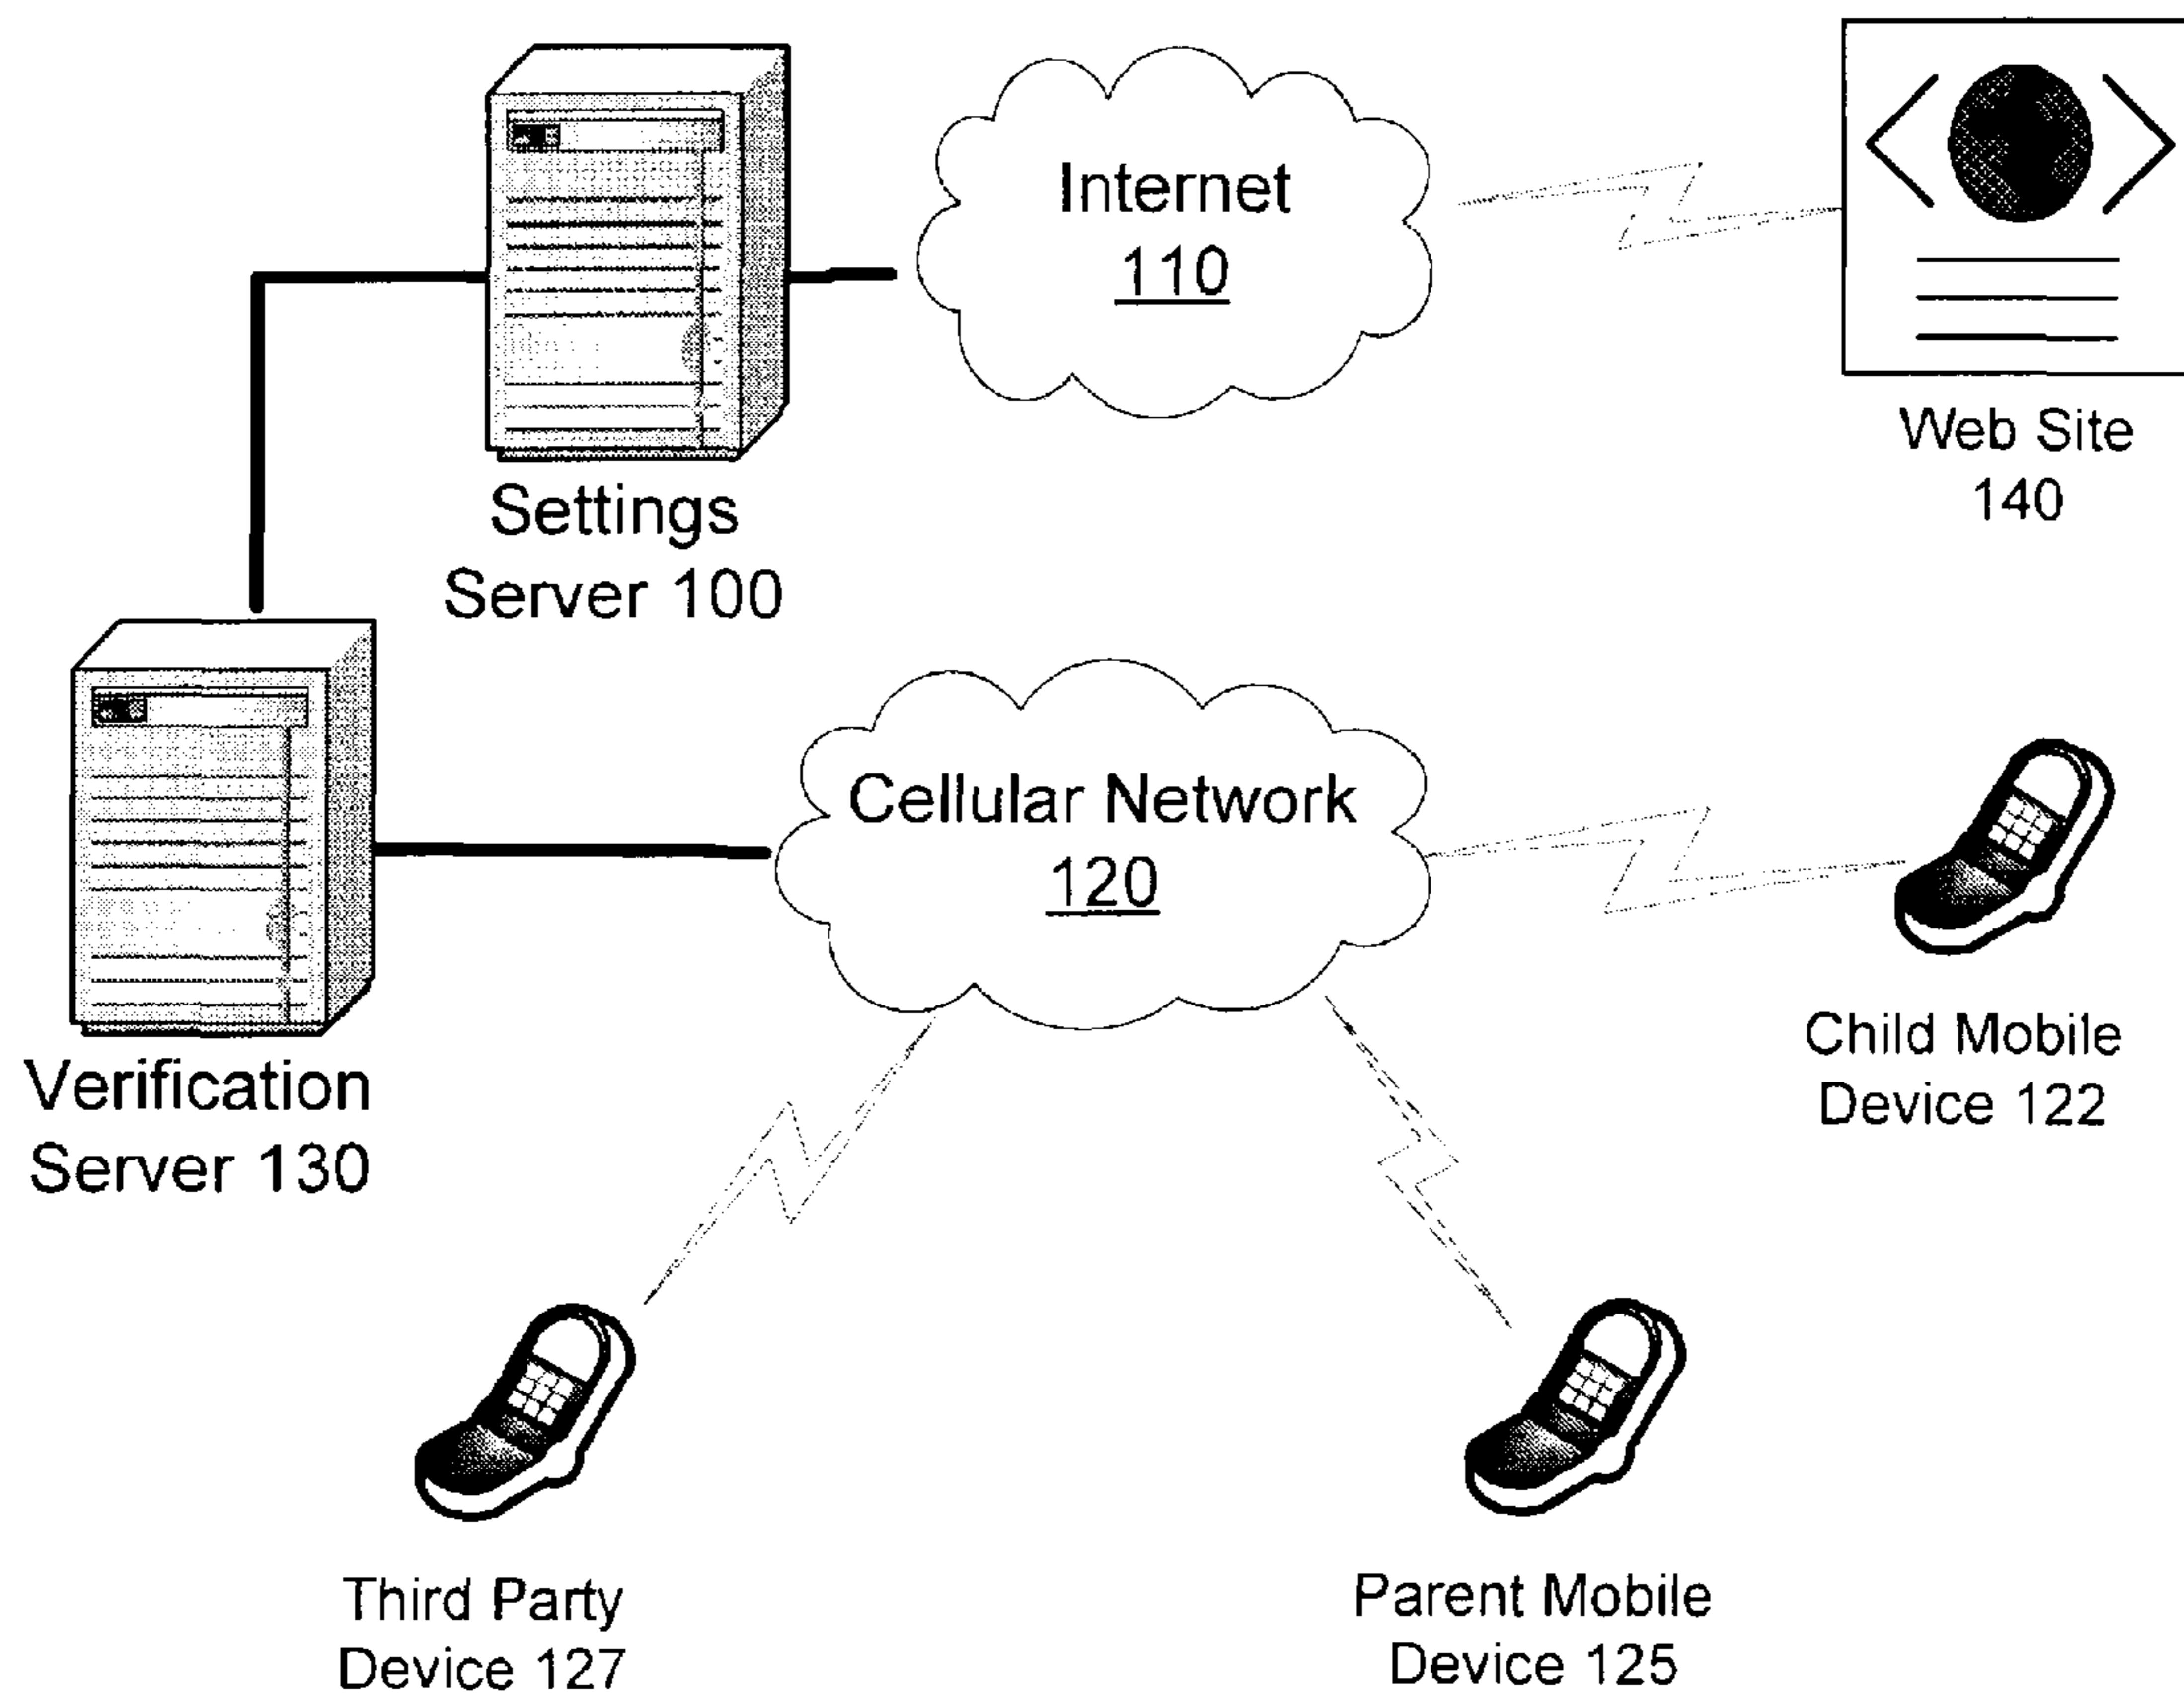 Internet
110
Web Site
140
Settings
Server 100
Cellular Network
120
Child Mobile
Device 122
Verification
Server 130
Third Party
Device 127
Parent Mobile
Device 125